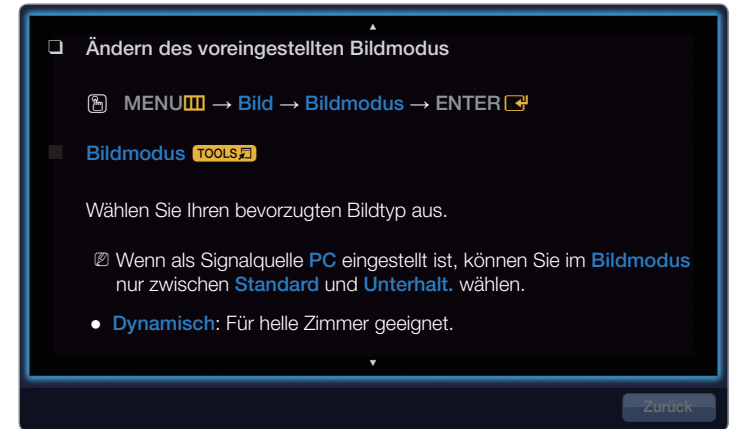 Ändern des voreingestellten Bildmodus
MENU → Bild → Bildmodus → ENTER
Bildmodus TOOLS
Wählen Sie Ihren bevorzugten Bildtyp aus.
Wenn als Signalquelle PC eingestellt ist, können Sie im Bildmodus
nur zwischen Standard und Unterhalt. wählen.
● Dynamisch: Für helle Zimmer geeignet.
Zurück